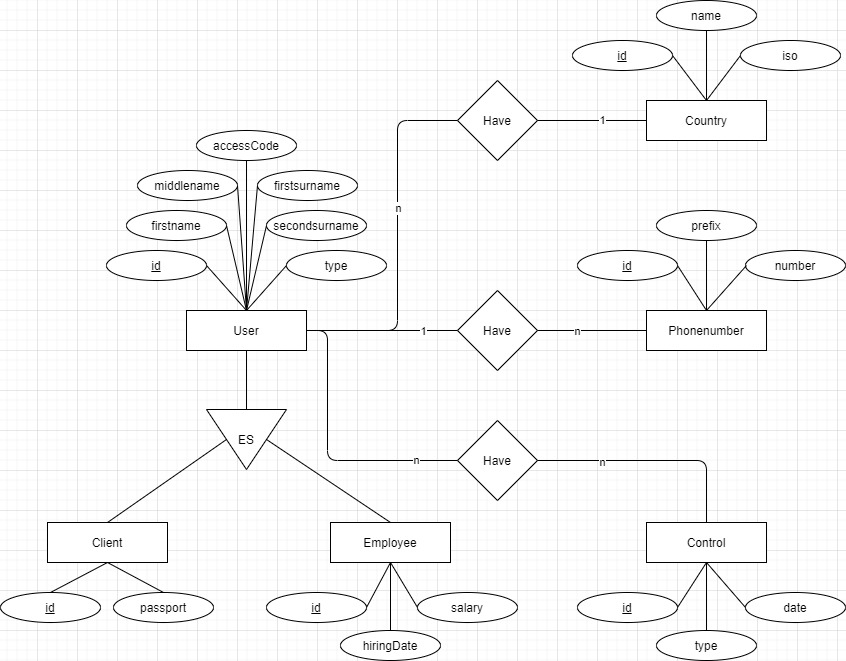 name
id
iso
Have
1
Country
accessCode
middlename
firstsurname
n
firstname
secondsurname
prefix
id
type
id
number
User
1
Have
n
Phonenumber
ES
n
Have
n
Client
Employee
Control
id
passport
id
salary
id
date
hiringDate
type